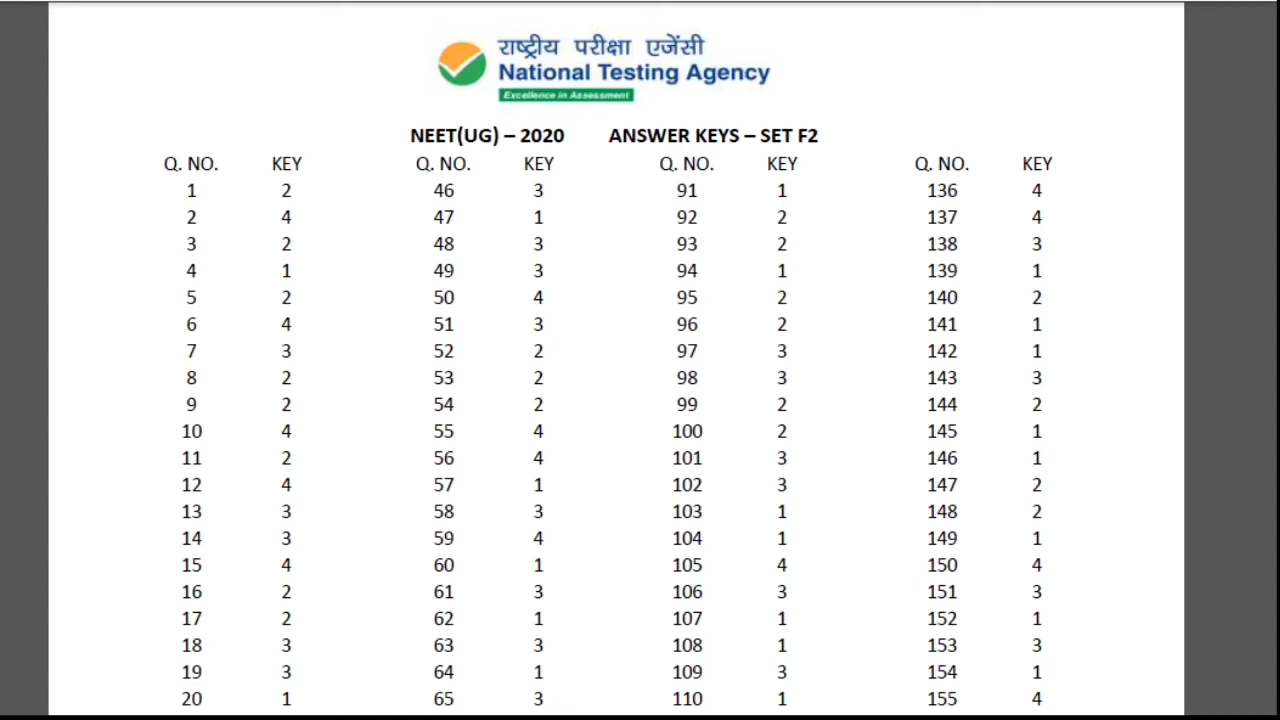 राष्ट्रीय परीक्षा एजेंसी
National Testing Agency
Excellence in Assessment
NEET(UG) – 2020 ANSWER KEYS – SET F2
Q. NO. KEY Q. NO. KEY Q. NO. KEY Q. NO. KEY
1 2 46 3 91 1 136 4
2 4 47 1 92 2 137 4
3 2 48 3 93 2 138 3
4 1 49 3 94 1 139 1
5 2 50 4 95 2 140 2
6 4 51 3 96 2 141 1
7 3 52 2 97 3 142 1
8 2 53 2 98 3 143 3
9 2 54 2 99 2 144 2
10 4 55 4 100 2 145 1
11 2 56 4 101 3 146 1
12 4 57 1 102 3 147 2
13 3 58 3 103 1 148 2
14 3 59 4 104 1 149 1
15 4 60 1 105 4 150 4
16 2 61 3 106 3 151 3
17 2 62 1 107 1 152 1
18 3 63 3 108 1 153 3
19 3 64 1 109 3 154 1
20 1 65 3 110 1 155 4